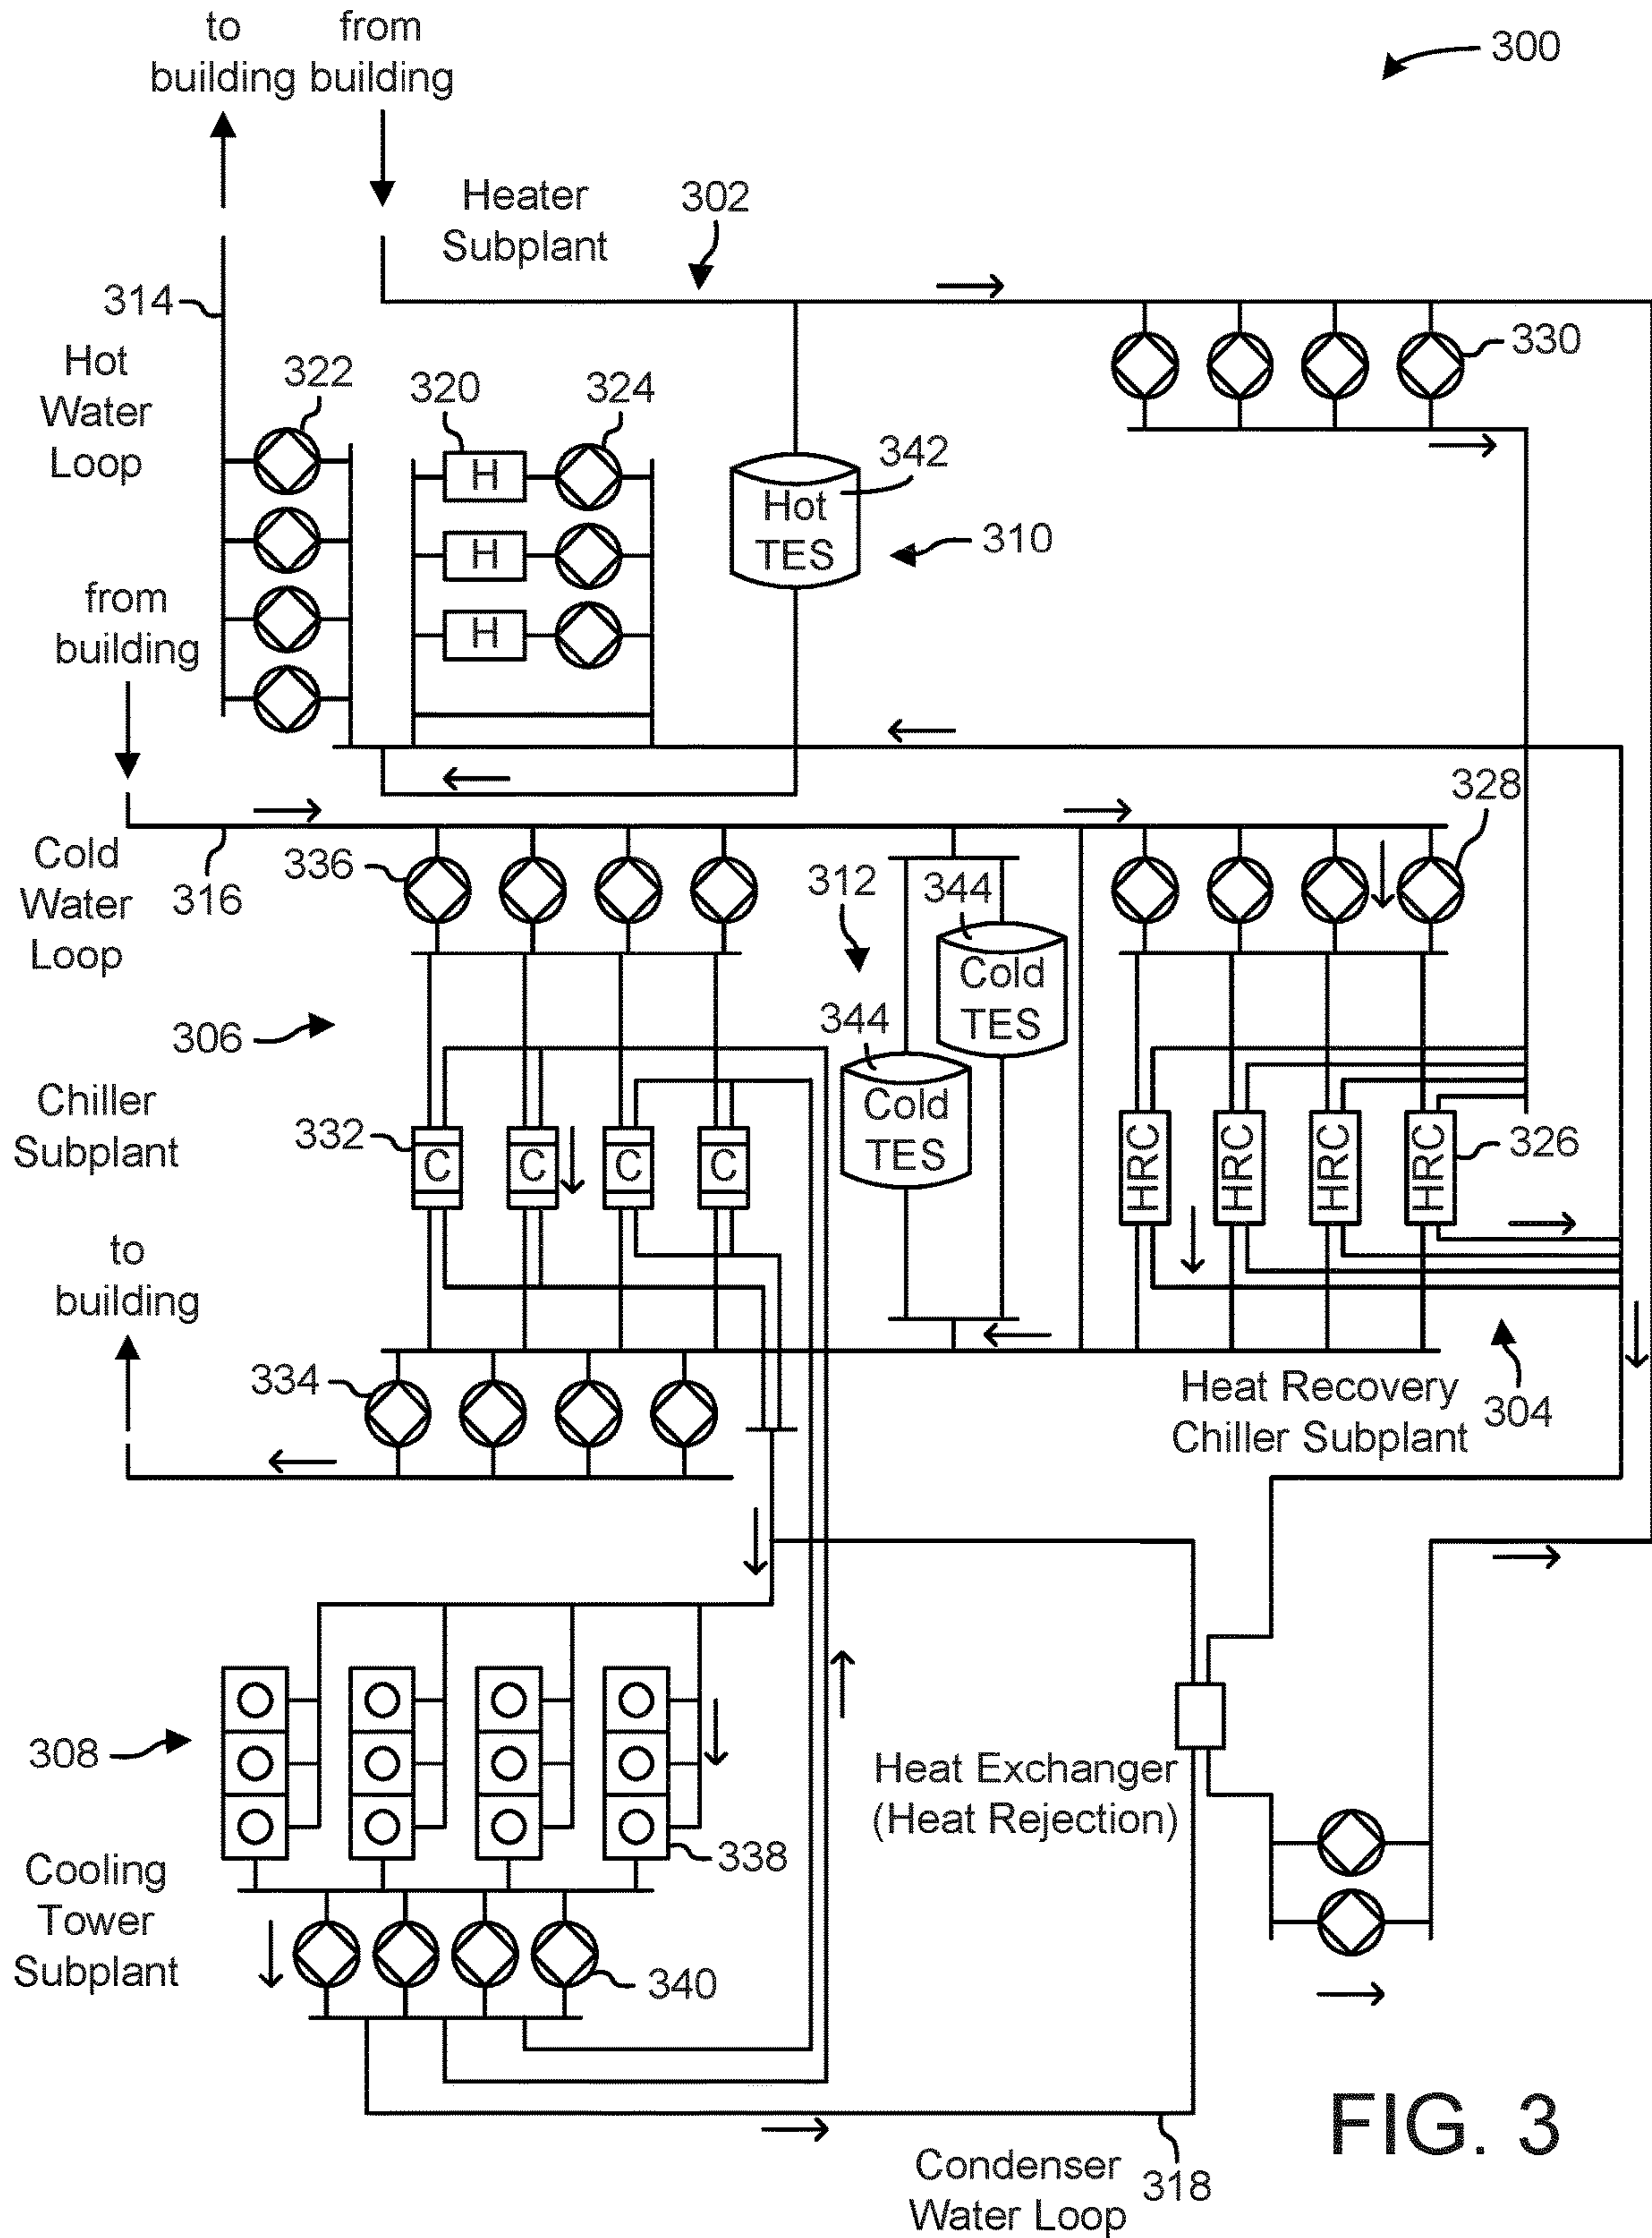 to
building
from
building
300
Heater
Subplant
302
314
Hot
Water
Loop
322
320
324
330
H
H
H
Hot
TES
342
310
from
building
328
Cold
Water
Loop
316
336
312
344
Cold
TES
344
Cold
TES
306
Chiller
Subplant
332
C
C
C
C
HRC
HRC
HRC
HRC
326
to
building
334
Heat Recovery
Chiller Subplant
304
308
Heat Exchanger
(Heat Rejection)
338
Cooling
Tower
Subplant
340
Condenser
Water Loop
318
FIG. 3